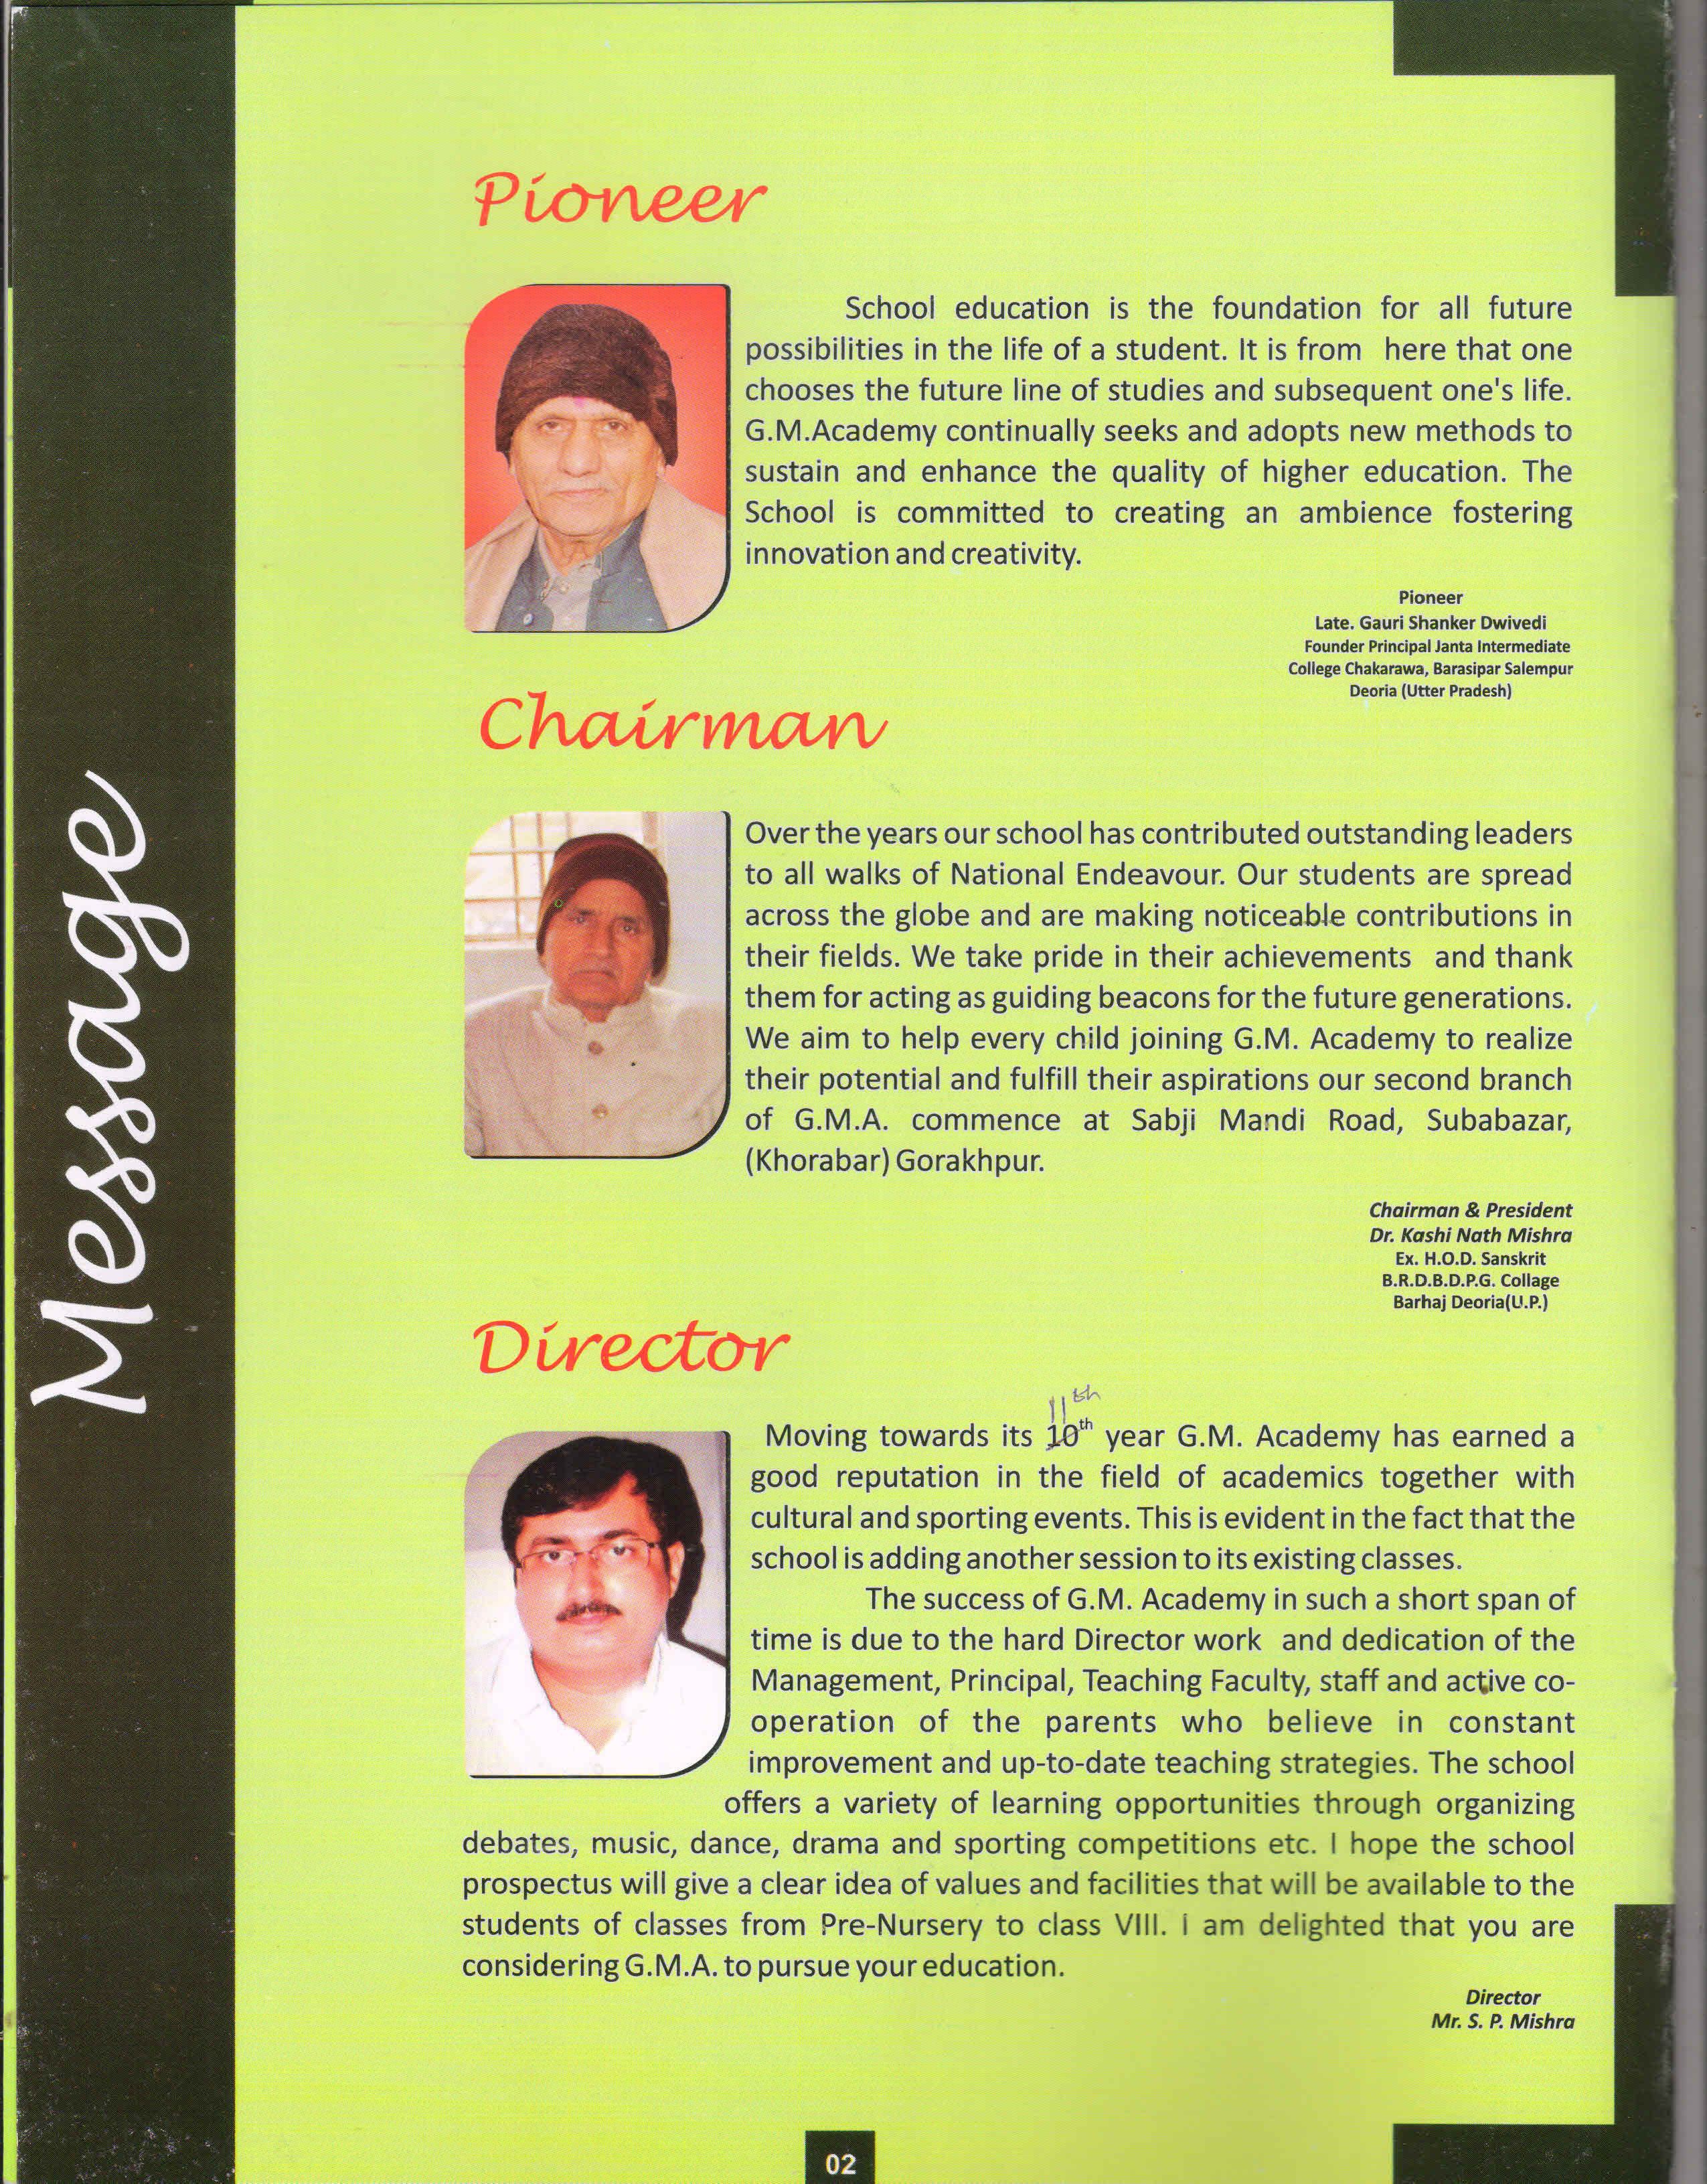 Message
Pioneer
School education is the foundation for all future
possibilities in the life of a student. It is from here that one
chooses the future line of studies and subsequent one's life.
G.M.Academy continually seeks and adopts new methods to
sustain and enhance the quality of higher education. The
School is committed to creating an ambience fostering
innovation and creativity.
Pioneer
Late. Gauri Shanker Dwivedi
Founder Principal Janta Intermediate
College Chakarawa, Barasipar Salempur
Deoria (Utter Pradesh)
Chairman
Over the years our school has contributed outstanding leaders
to all walks of National Endeavour. Our students are spread
across the globe and are making noticeable contributions in
their fields. We take pride in their achievements and thank
them for acting as guiding beacons for the future generations.
We aim to help every child joining G.M. Academy to realize
their potential and fulfill their aspirations our second branch
of G.M.A. commence at Sabji Mandi Road, Subabazar,
(Khorabar) Gorakhpur.
Chairman & President
Dr. Kashi Nath Mishra
Ex. H.O.D. Sanskrit
B.R.D.B.D.P.G. Collage
Barhaj Deoria(U.P.)
Director
11th
Moving towards its 10th year G.M. Academy has earned a
good reputation in the field of academics together with
cultural and sporting events. This is evident in the fact that the
school is adding another session to its existing classes.
The success of G.M. Academy in such a short span of
time is due to the hard Director work and dedication of the
Management, Principal, Teaching Faculty, staff and active co-
operation of the parents who believe in constant
improvement and up-to-date teaching strategies. The school
offers a variety of learning opportunities through organizing
debates, music, dance, drama and sporting competitions etc. I hope the school
prospectus will give a clear idea of values and facilities that will be available to the
students of classes from Pre-Nursery to class VIII. I am delighted that you are
considering G.M.A. to pursue your education.
Director
Mr. S. P. Mishra
02